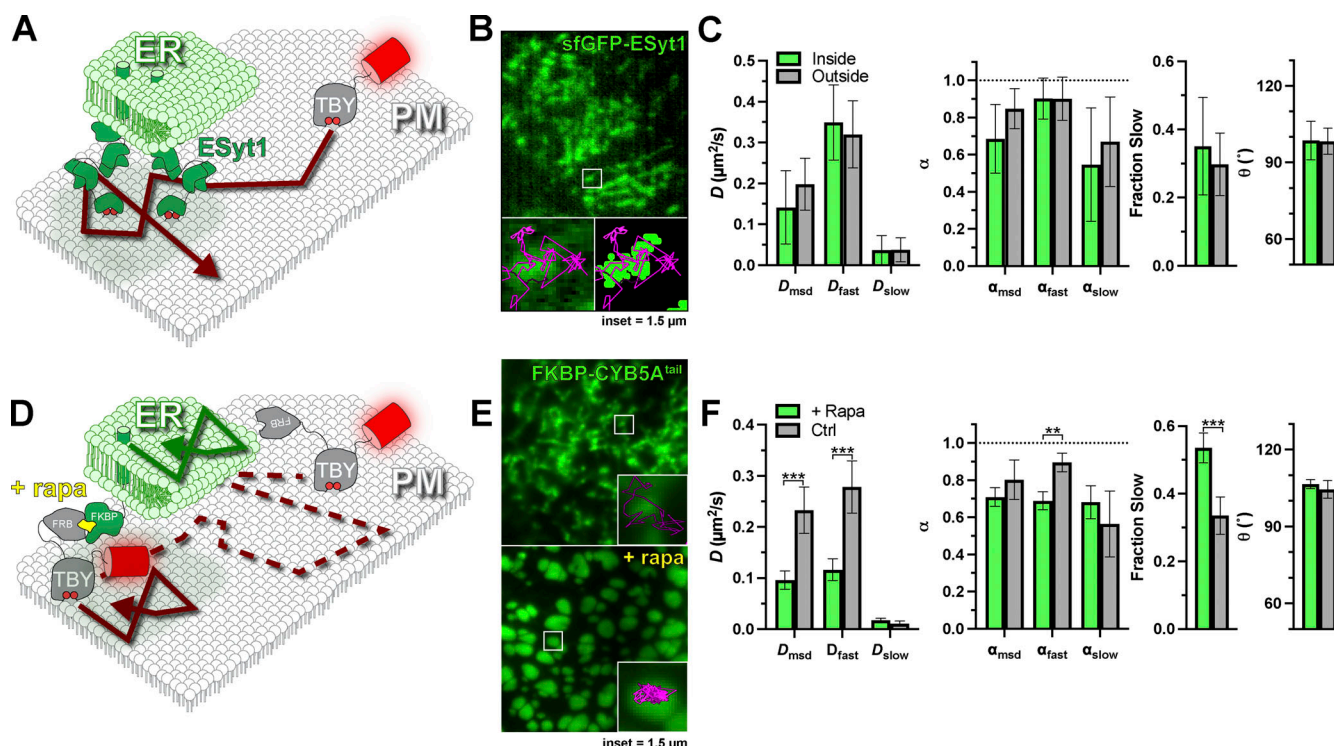 A
ER
TBY
PM
ESyt1
B
sfGFP-ESyt1
inset = 1.5 µm
C
Inside
Outside
D (µm²/s)
0.5
0.4
0.3
0.2
0.1
0.0
Dmsd
Dfast
Dslow
α
1.0
0.8
0.6
0.4
0.2
0.0
αmsd
αfast
αslow
Fraction Slow
0.6
0.4
0.2
0.0
θ (°)
120
90
60
D
ER
FRB
TBY
PM
+ rapa
FRB
FKBP
TBY
E
FKBP-CYB5Atail
+ rapa
inset = 1.5 µm
F
+ Rapa
Ctrl
D (µm²/s)
0.4
0.3
0.2
0.1
0.0
***
***
Dmsd
Dfast
Dslow
α
1.0
0.8
0.6
0.4
0.2
0.0
**
αmsd
αfast
αslow
Fraction Slow
0.6
0.4
0.2
0.0
***
θ (°)
120
90
60